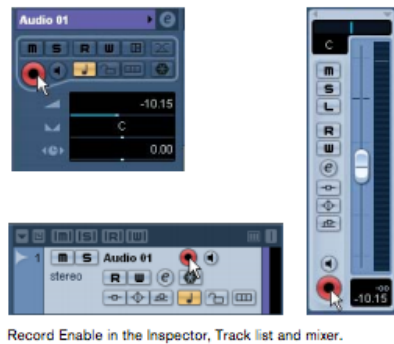 Audio 01
e
M S R W
-10.15
C
0.00
M S R W
1 M S Audio 01
stereo R W e
C
M
S
L
R
W
e
-oo
-10.15
Record Enable in the Inspector, Track list and mixer.